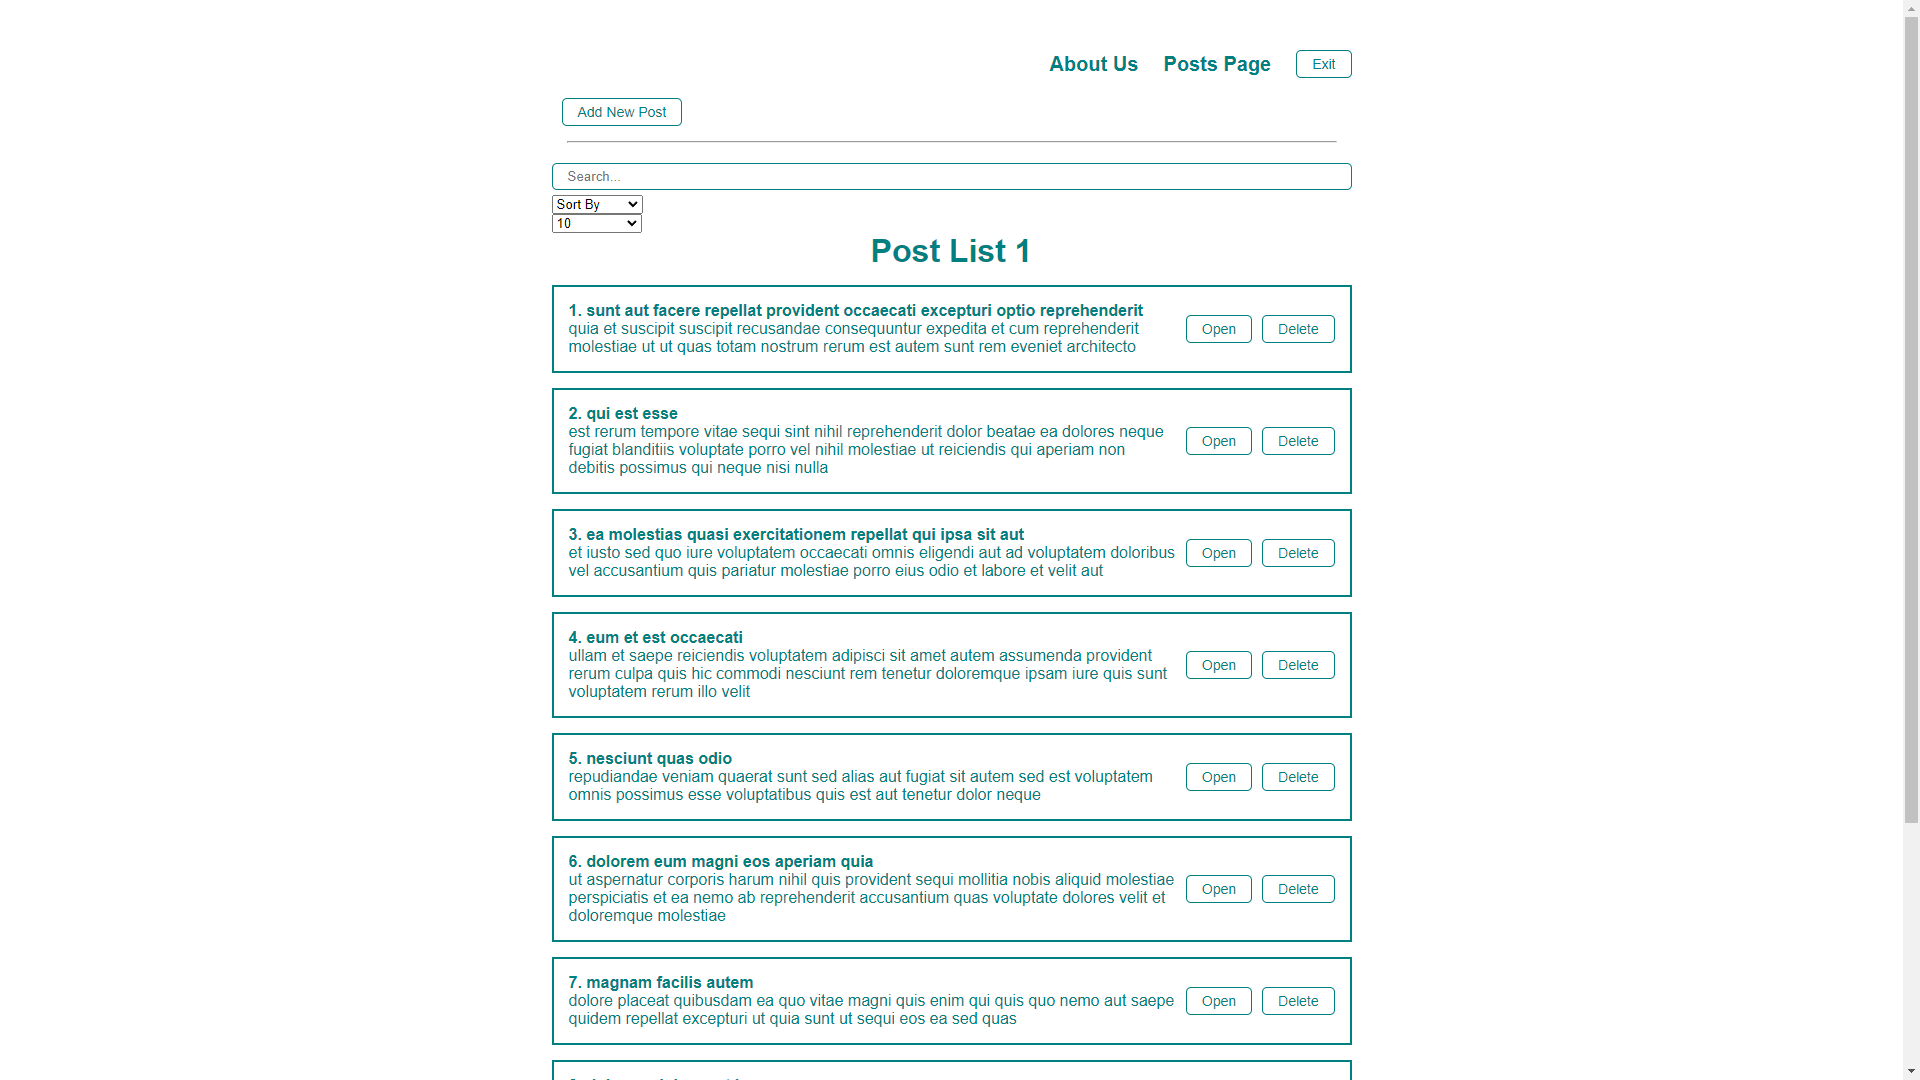 About Us Posts Page Exit
Add New Post
Search...
Sort By
10
Post List 1
1. sunt aut facere repellat provident occaecati excepturi optio reprehenderit
quia et suscipit suscipit recusandae consequuntur expedita et cum reprehenderit
molestiae ut ut quas totam nostrum rerum est autem sunt rem eveniet architecto
Open Delete
2. qui est esse
est rerum tempore vitae sequi sint nihil reprehenderit dolor beatae ea dolores neque
fugiat blanditiis voluptate porro vel nihil molestiae ut reiciendis qui aperiam non
debitis possimus qui neque nisi nulla
Open Delete
3. ea molestias quasi exercitationem repellat qui ipsa sit aut
et iusto sed quo iure voluptatem occaecati omnis eligendi aut ad voluptatem doloribus
vel accusantium quis pariatur molestiae porro eius odio et labore et velit aut
Open Delete
4. eum et est occaecati
ullam et saepe reiciendis voluptatem adipisci sit amet autem assumenda provident
rerum culpa quis hic commodi nesciunt rem tenetur doloremque ipsam iure quis sunt
voluptatem rerum illo velit
Open Delete
5. nesciunt quas odio
repudiandae veniam quaerat sunt sed alias aut fugiat sit autem sed est voluptatem
omnis possimus esse voluptatibus quis est aut tenetur dolor neque
Open Delete
6. dolorem eum magni eos aperiam quia
ut aspernatur corporis harum nihil quis provident sequi mollitia nobis aliquid molestiae
perspiciatis et ea nemo ab reprehenderit accusantium quas voluptate dolores velit et
doloremque molestiae
Open Delete
7. magnam facilis autem
dolore placeat quibusdam ea quo vitae magni quis enim qui quis quo nemo aut saepe
quidem repellat excepturi ut quia sunt ut sequi eos ea sed quas
Open Delete